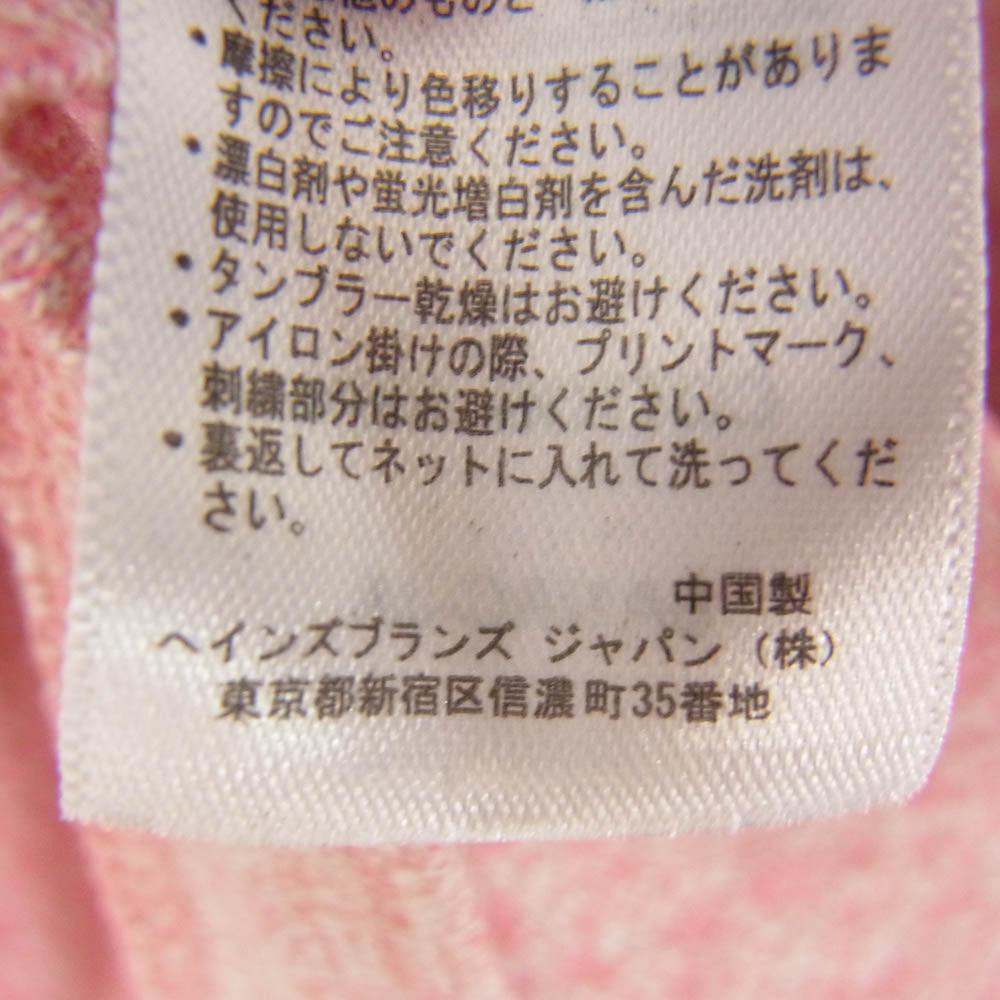 他のものと
ください。
・摩擦により色移りすることがありま
すのでご注意ください。
・漂白剤や蛍光増白剤を含んだ洗剤は、
使用しないでください。
・タンブラー乾燥はお避けください。
・アイロン掛けの際、プリントマーク、
刺繍部分はお避けください。
・裏返してネットに入れて洗ってくだ
さい。
中国製
ヘインズブランズ ジャパン（株）
東京都新宿区信濃町35番地